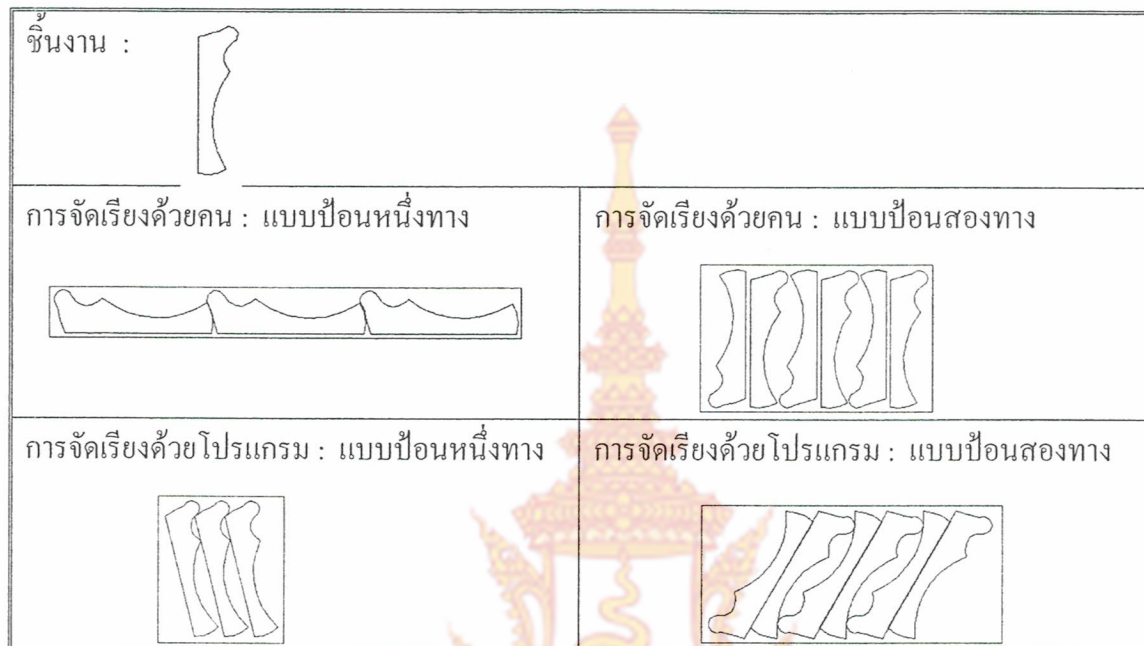 ชิ้นงาน :
การจัดเรียงด้วยคน : แบบป้อนหนึ่งทาง
การจัดเรียงด้วยคน : แบบป้อนสองทาง
การจัดเรียงด้วยโปรแกรม : แบบป้อนหนึ่งทาง
การจัดเรียงด้วยโปรแกรม : แบบป้อนสองทาง